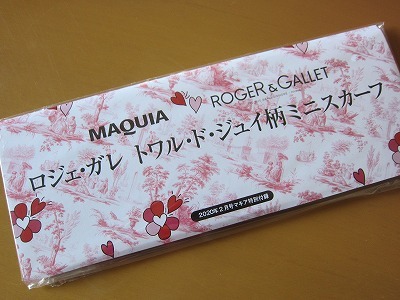 MAQUIA
ROGER & GALLET
ロジェ・ガレ トワル・ド・ジュイ柄ミニスカーフ
2020年2月号マキア特別付録